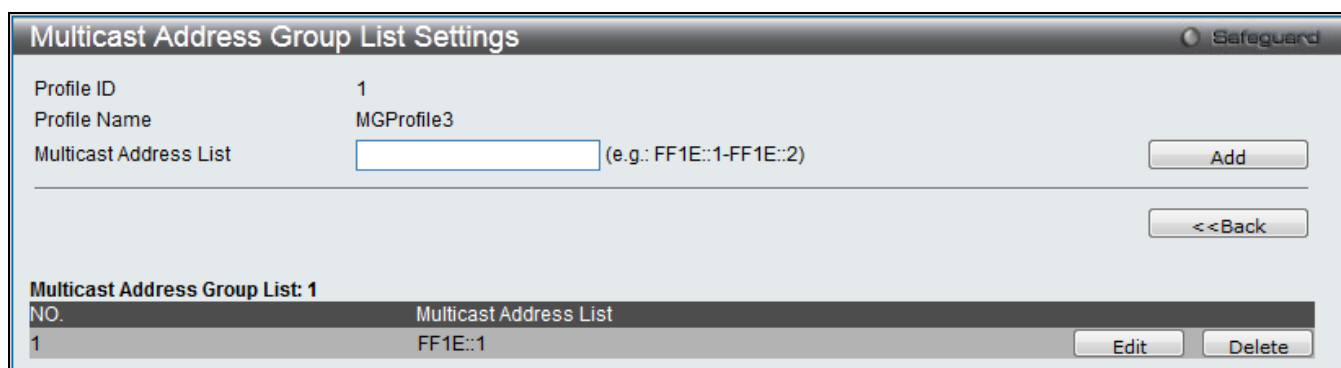 Multicast Address Group List Settings Safeguard
Profile ID 1
Profile Name MGProfile3
Multicast Address List (e.g.: FF1E::1-FF1E::2) Add
<<Back
Multicast Address Group List: 1
NO. Multicast Address List
1 FF1E::1 Edit Delete